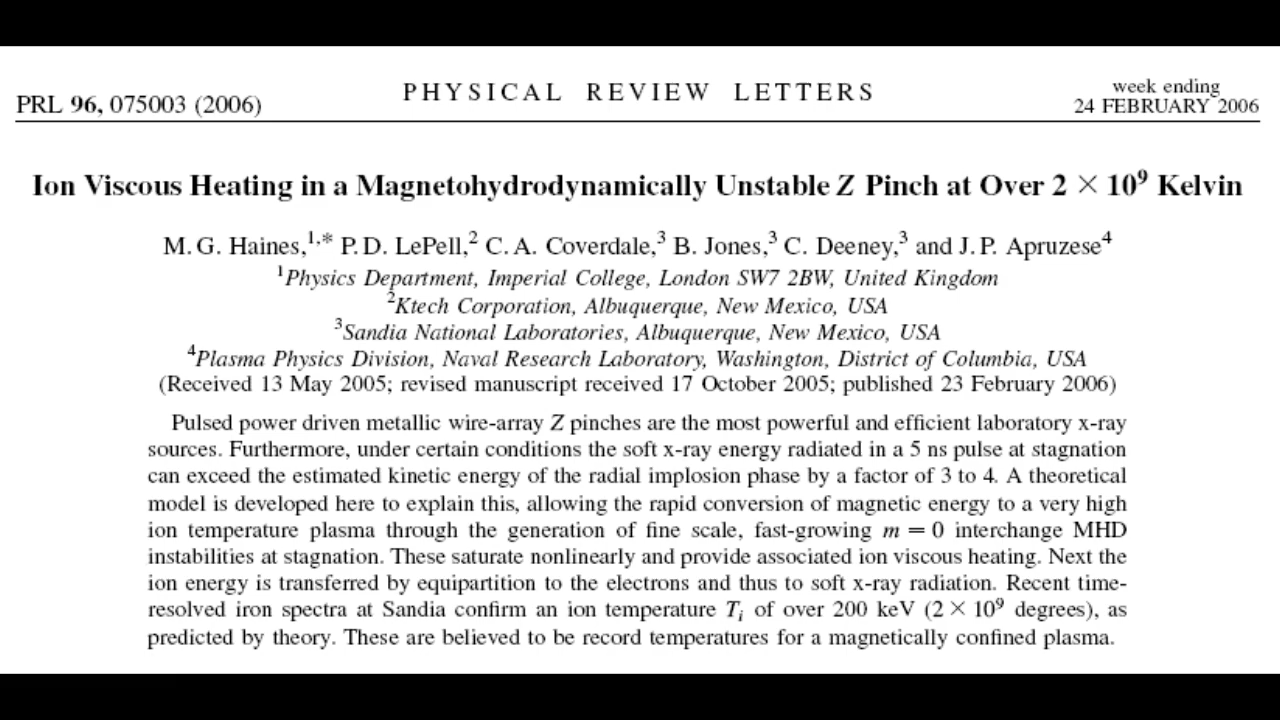 PRL 96, 075003 (2006)
PHYSICAL REVIEW LETTERS
week ending
24 FEBRUARY 2006
Ion Viscous Heating in a Magnetohydrodynamically Unstable Z Pinch at Over 2 × 10⁹ Kelvin
M. G. Haines,¹,* P. D. LePell,² C. A. Coverdale,³ B. Jones,³ C. Deeney,³ and J. P. Apruzese⁴
¹Physics Department, Imperial College, London SW7 2BW, United Kingdom
²Ktech Corporation, Albuquerque, New Mexico, USA
³Sandia National Laboratories, Albuquerque, New Mexico, USA
⁴Plasma Physics Division, Naval Research Laboratory, Washington, District of Columbia, USA
(Received 13 May 2005; revised manuscript received 17 October 2005; published 23 February 2006)
Pulsed power driven metallic wire-array Z pinches are the most powerful and efficient laboratory x-ray
sources. Furthermore, under certain conditions the soft x-ray energy radiated in a 5 ns pulse at stagnation
can exceed the estimated kinetic energy of the radial implosion phase by a factor of 3 to 4. A theoretical
model is developed here to explain this, allowing the rapid conversion of magnetic energy to a very high
ion temperature plasma through the generation of fine scale, fast-growing m = 0 interchange MHD
instabilities at stagnation. These saturate nonlinearly and provide associated ion viscous heating. Next the
ion energy is transferred by equipartition to the electrons and thus to soft x-ray radiation. Recent time-
resolved iron spectra at Sandia confirm an ion temperature Tᵢ of over 200 keV (2 × 10⁹ degrees), as
predicted by theory. These are believed to be record temperatures for a magnetically confined plasma.